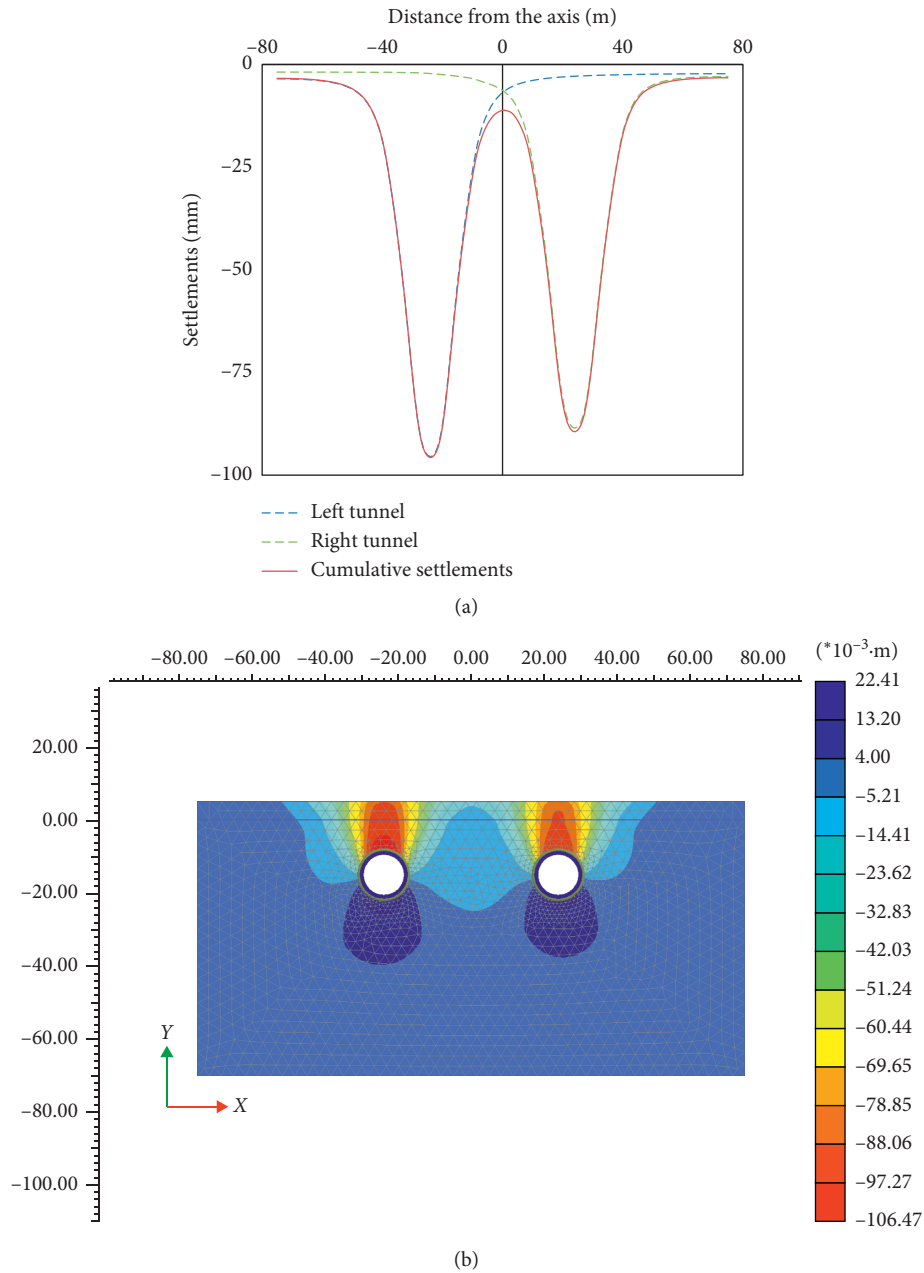 Distance from the axis (m)
–80 –40 0 40 80
0
–25
–50
–75
–100
Settlements (mm)
Left tunnel
Right tunnel
Cumulative settlements
(a)
–80.00 –60.00 –40.00 –20.00 0.00 20.00 40.00 60.00 80.00
(*10⁻³·m)
22.41
13.20
4.00
–5.21
–14.41
–23.62
–32.83
–42.03
–51.24
–60.44
–69.65
–78.85
–88.06
–97.27
–106.47
20.00
0.00
–20.00
–40.00
–60.00
–80.00
–100.00
Y
X
(b)